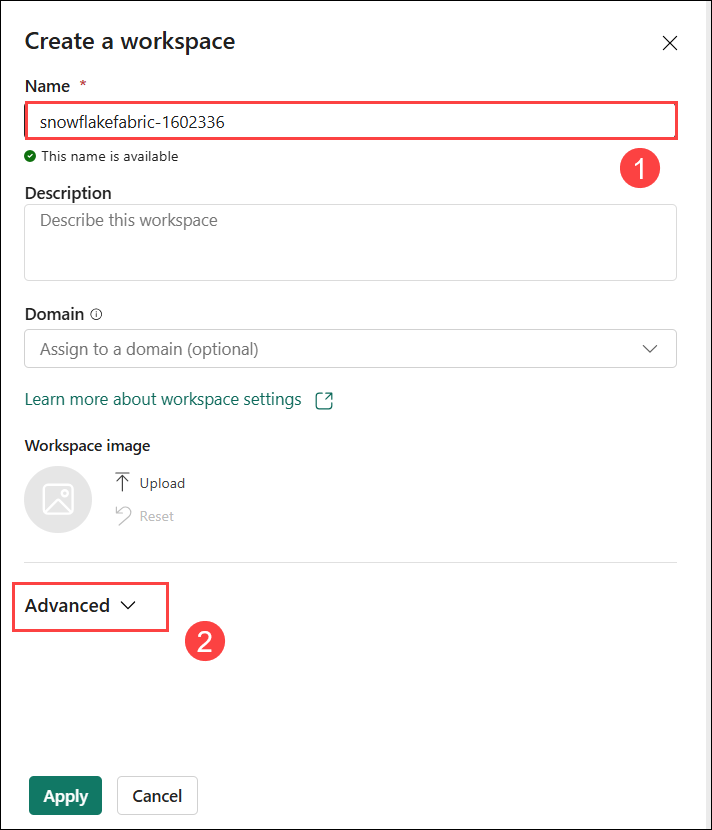 Create a workspace
Name *
snowflakefabric-1602336
This name is available
1
Description
Describe this workspace
Domain
Assign to a domain (optional)
Learn more about workspace settings
Workspace image
Upload
Reset
Advanced
2
Apply Cancel